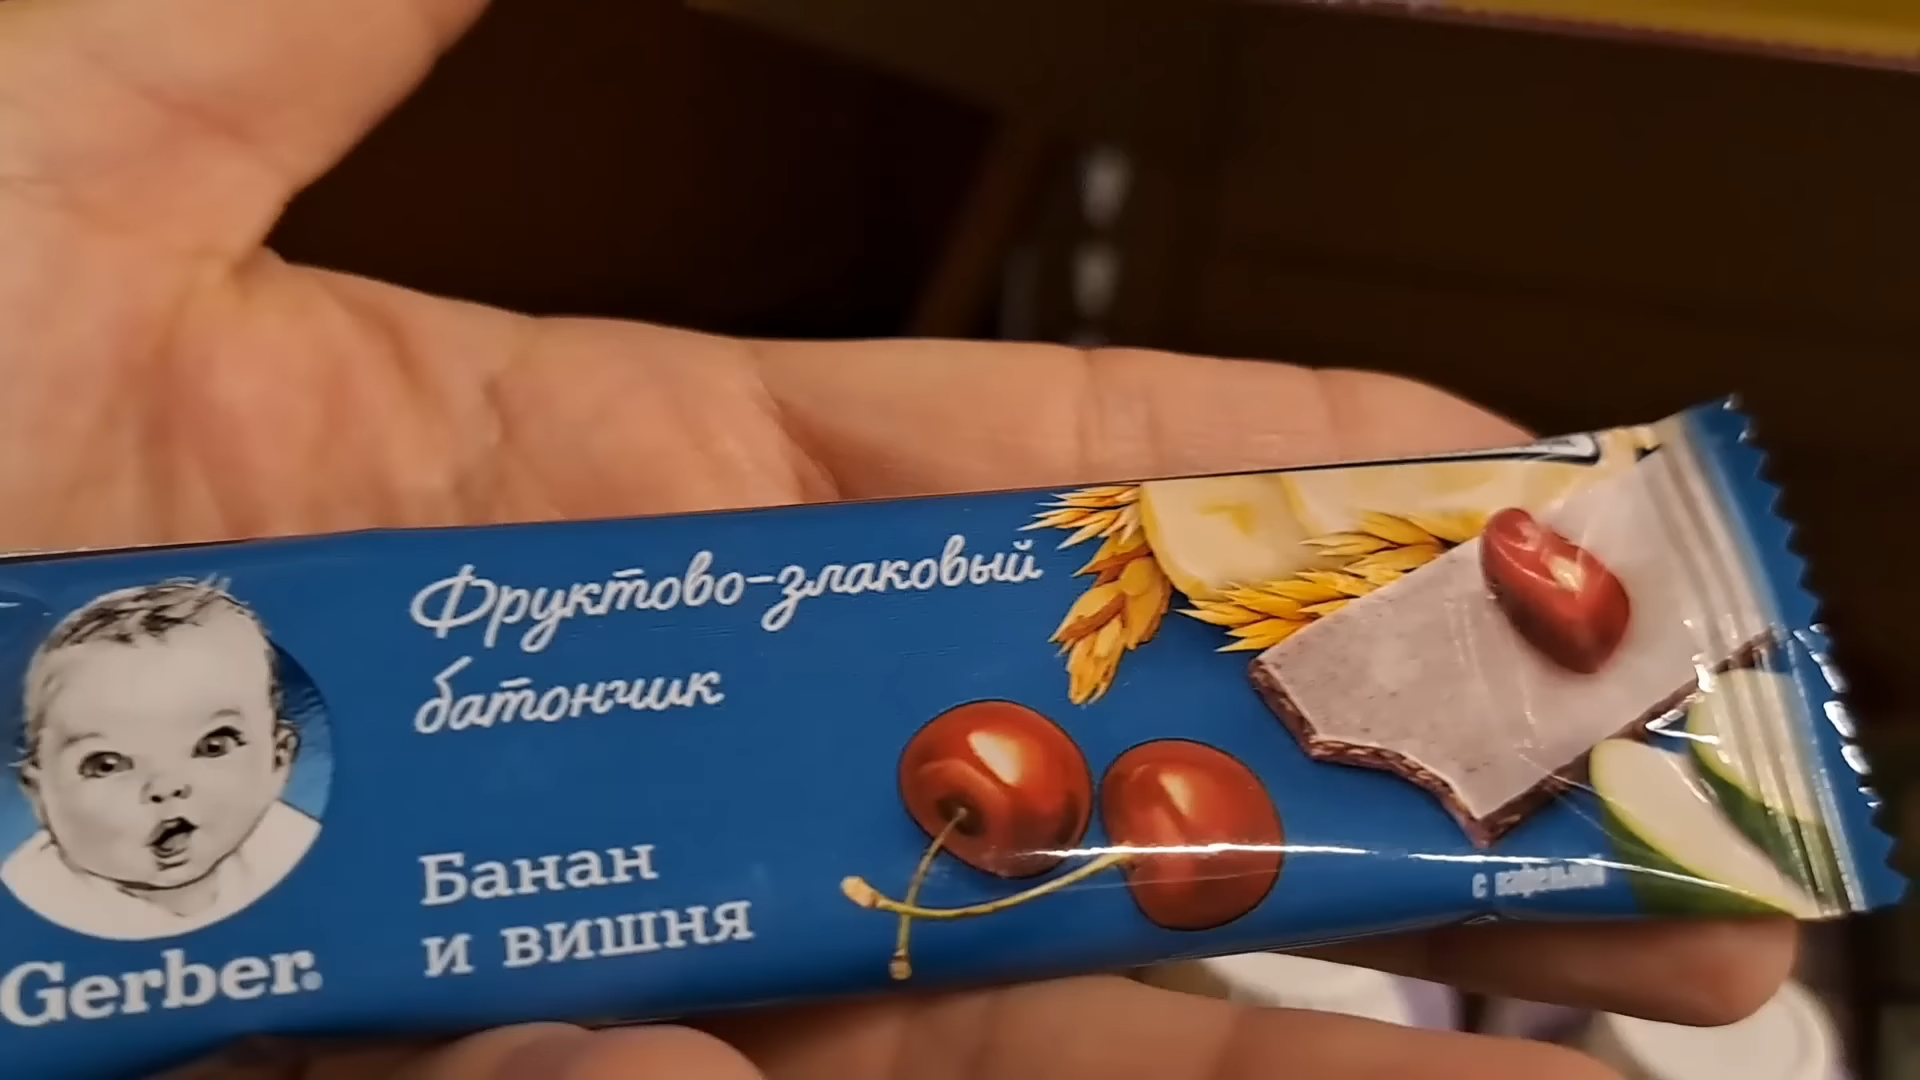 Фруктово-злаковый
батончик
Банан
и вишня
Gerber.